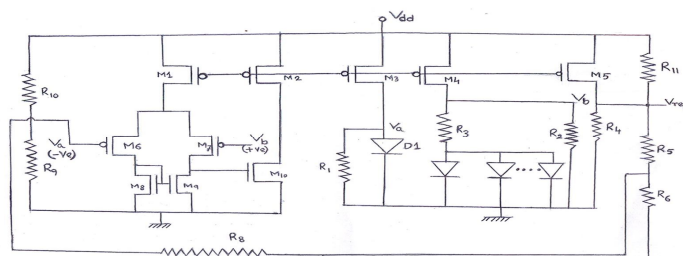 Vdd
M1
M2
M3
M4
M5
R11
R10
Va
(-ve)
M6
M7
Vb
(+ve)
Va
D1
Vb
R3
R2
R4
Vre
R5
R9
M8
M9
M10
R1
R6
R8